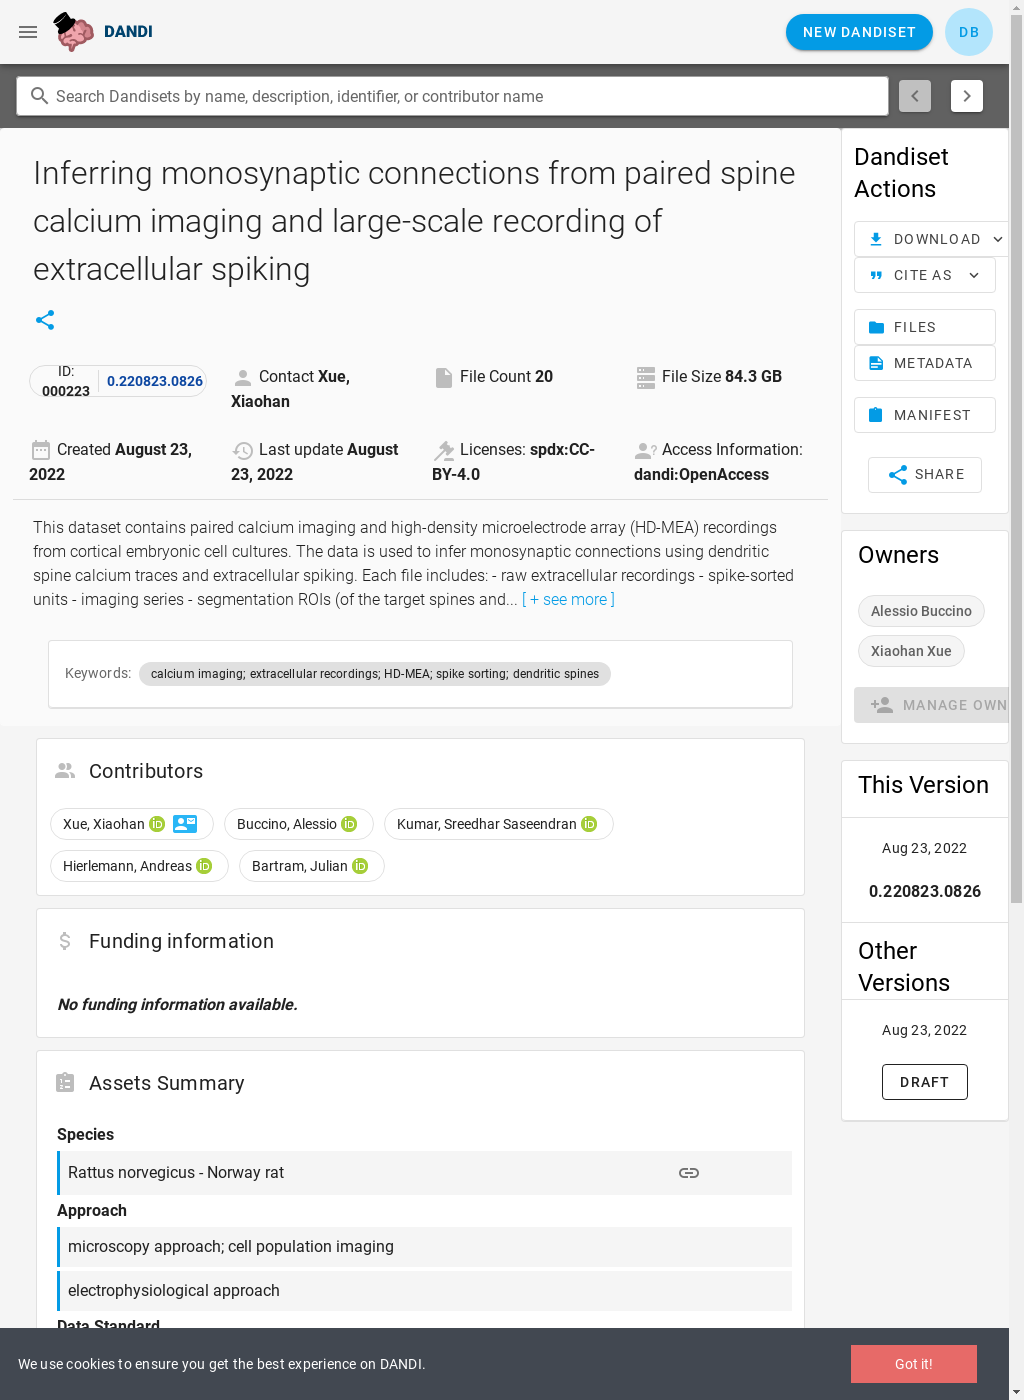 DANDI
NEW DANDISET
DB
Search Dandisets by name, description, identifier, or contributor name
Inferring monosynaptic connections from paired spine
calcium imaging and large-scale recording of
extracellular spiking
ID:
000223
0.220823.0826
Contact Xue,
Xiaohan
File Count 20
File Size 84.3 GB
Created August 23,
2022
Last update August
23, 2022
Licenses: spdx:CC-
BY-4.0
Access Information:
dandi:OpenAccess
This dataset contains paired calcium imaging and high-density microelectrode array (HD-MEA) recordings
from cortical embryonic cell cultures. The data is used to infer monosynaptic connections using dendritic
spine calcium traces and extracellular spiking. Each file includes: - raw extracellular recordings - spike-sorted
units - imaging series - segmentation ROIs (of the target spines and... [ + see more ]
Keywords: calcium imaging; extracellular recordings; HD-MEA; spike sorting; dendritic spines
Contributors
Xue, Xiaohan iD
Buccino, Alessio iD
Kumar, Sreedhar Saseendran iD
Hierlemann, Andreas iD
Bartram, Julian iD
Funding information
No funding information available.
Assets Summary
Species
Rattus norvegicus - Norway rat
Approach
microscopy approach; cell population imaging
electrophysiological approach
Data Standard
Dandiset
Actions
DOWNLOAD
CITE AS
FILES
METADATA
MANIFEST
SHARE
Owners
Alessio Buccino
Xiaohan Xue
MANAGE OWN
This Version
Aug 23, 2022
0.220823.0826
Other
Versions
Aug 23, 2022
DRAFT
We use cookies to ensure you get the best experience on DANDI.
Got it!